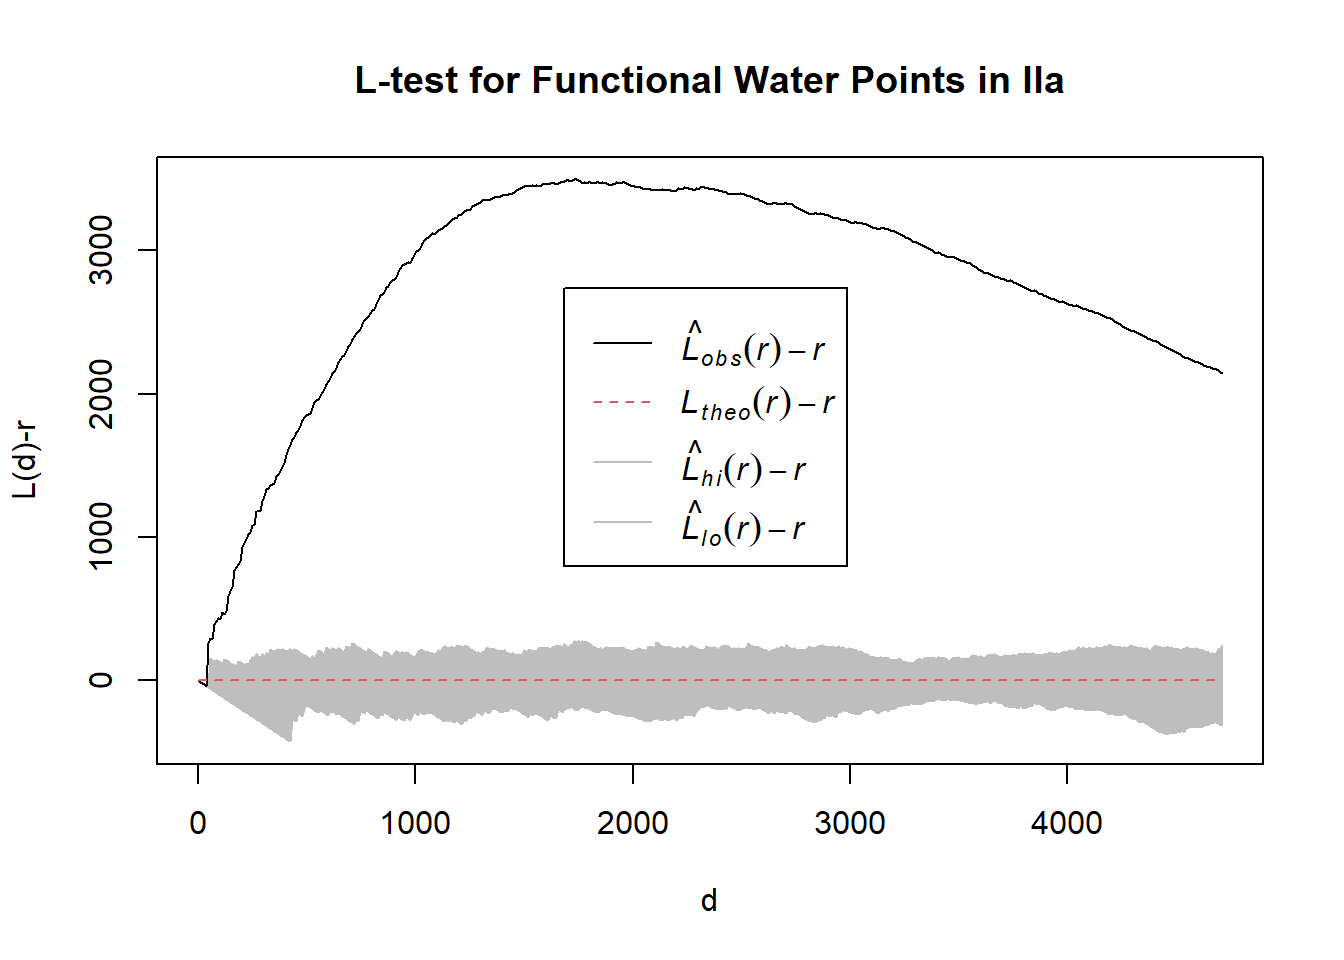 L-test for Functional Water Points in Ila
L(d)-r
3000
2000
1000
0
L̂obs(r) − r
Ltheo(r) − r
L̂hi(r) − r
L̂lo(r) − r
0 1000 2000 3000 4000
d